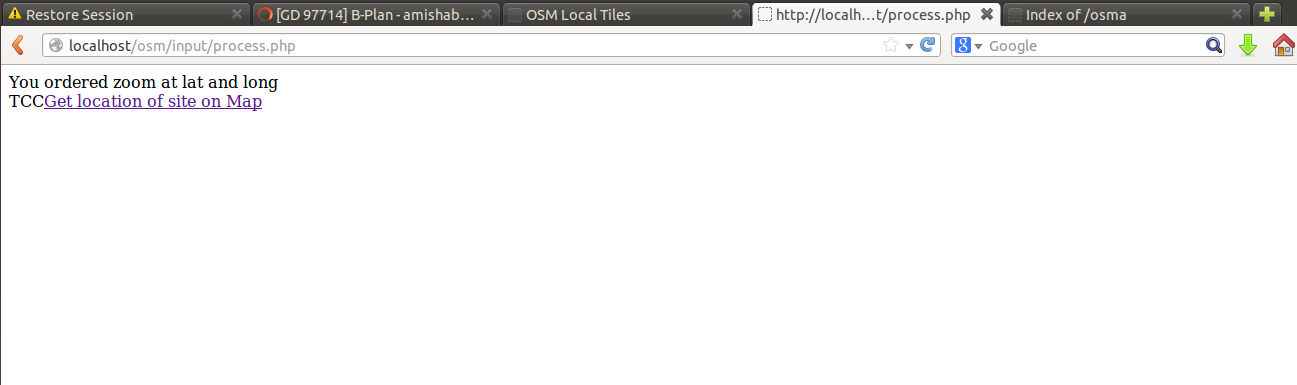 Restore Session
[GD 97714] B-Plan - amishab...
OSM Local Tiles
http://localh...t/process.php
Index of /osma
localhost/osm/input/process.php
8 Google
You ordered zoom at lat and long
TCCGet location of site on Map